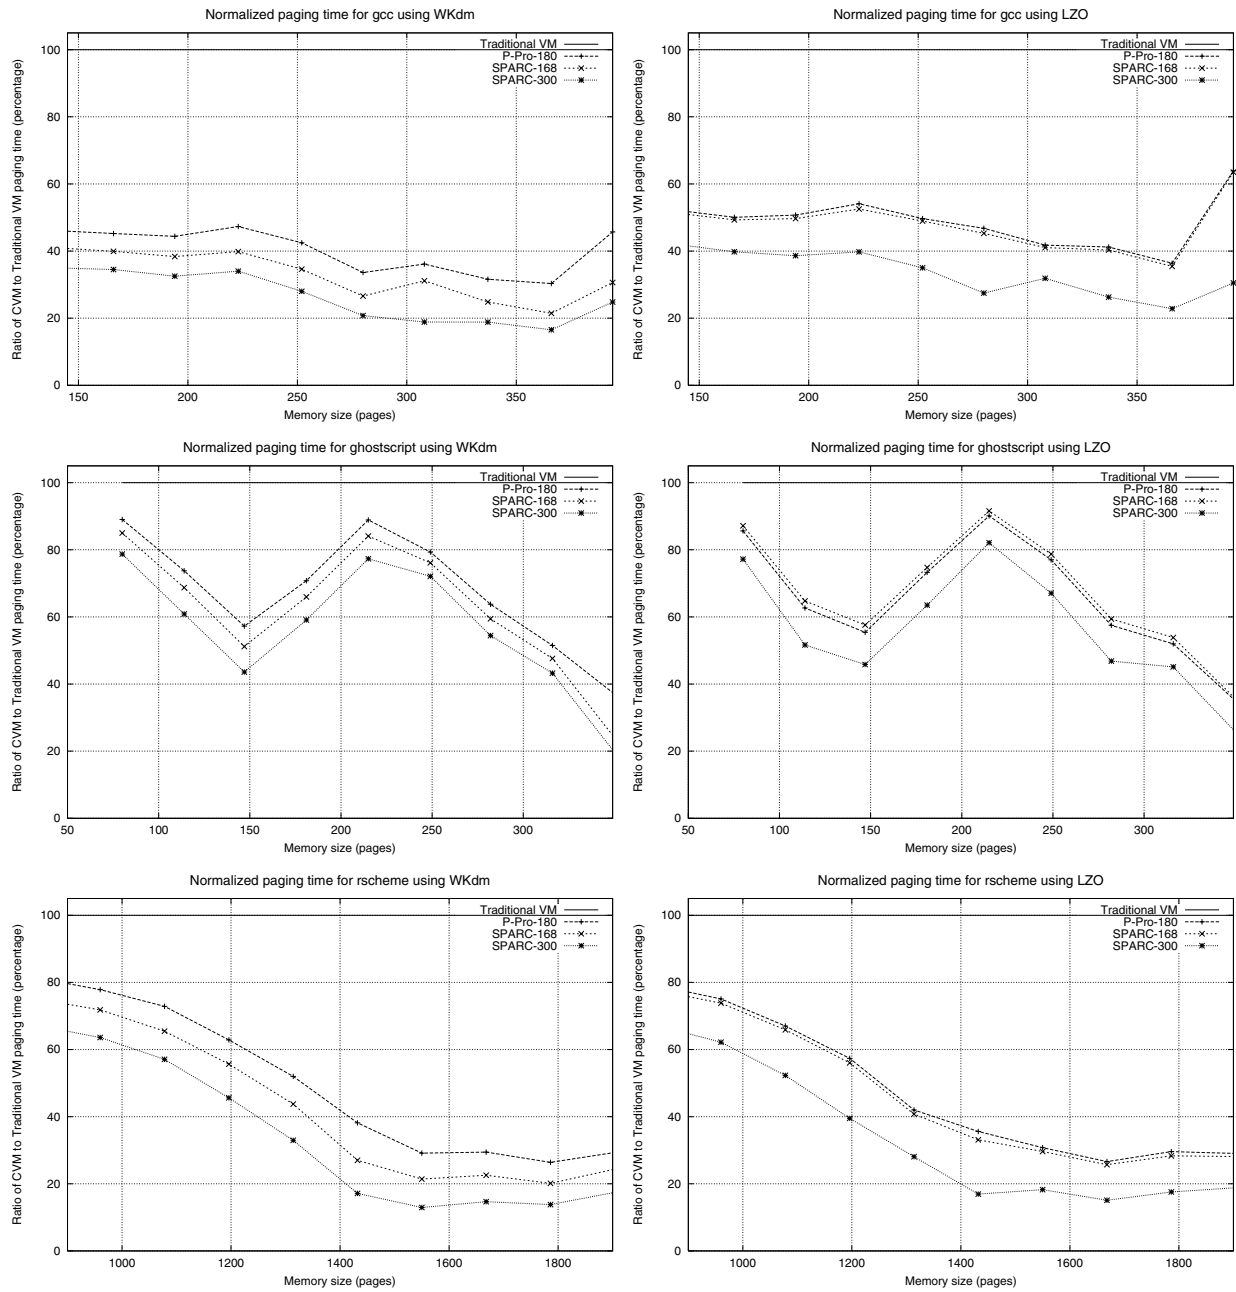 Normalized paging time for gcc using WKdm
Ratio of CVM to Traditional VM paging time (percentage)
100
80
60
40
20
0
Traditional VM
P-Pro-180
SPARC-168
SPARC-300
150 200 250 300 350
Memory size (pages)
Normalized paging time for gcc using LZO
Ratio of CVM to Traditional VM paging time (percentage)
100
80
60
40
20
0
Traditional VM
P-Pro-180
SPARC-168
SPARC-300
150 200 250 300 350
Memory size (pages)
Normalized paging time for ghostscript using WKdm
Ratio of CVM to Traditional VM paging time (percentage)
100
80
60
40
20
0
Traditional VM
P-Pro-180
SPARC-168
SPARC-300
50 100 150 200 250 300
Memory size (pages)
Normalized paging time for ghostscript using LZO
Ratio of CVM to Traditional VM paging time (percentage)
100
80
60
40
20
0
Traditional VM
P-Pro-180
SPARC-168
SPARC-300
50 100 150 200 250 300
Memory size (pages)
Normalized paging time for rscheme using WKdm
Ratio of CVM to Traditional VM paging time (percentage)
100
80
60
40
20
0
Traditional VM
P-Pro-180
SPARC-168
SPARC-300
1000 1200 1400 1600 1800
Memory size (pages)
Normalized paging time for rscheme using LZO
Ratio of CVM to Traditional VM paging time (percentage)
100
80
60
40
20
0
Traditional VM
P-Pro-180
SPARC-168
SPARC-300
1000 1200 1400 1600 1800
Memory size (pages)